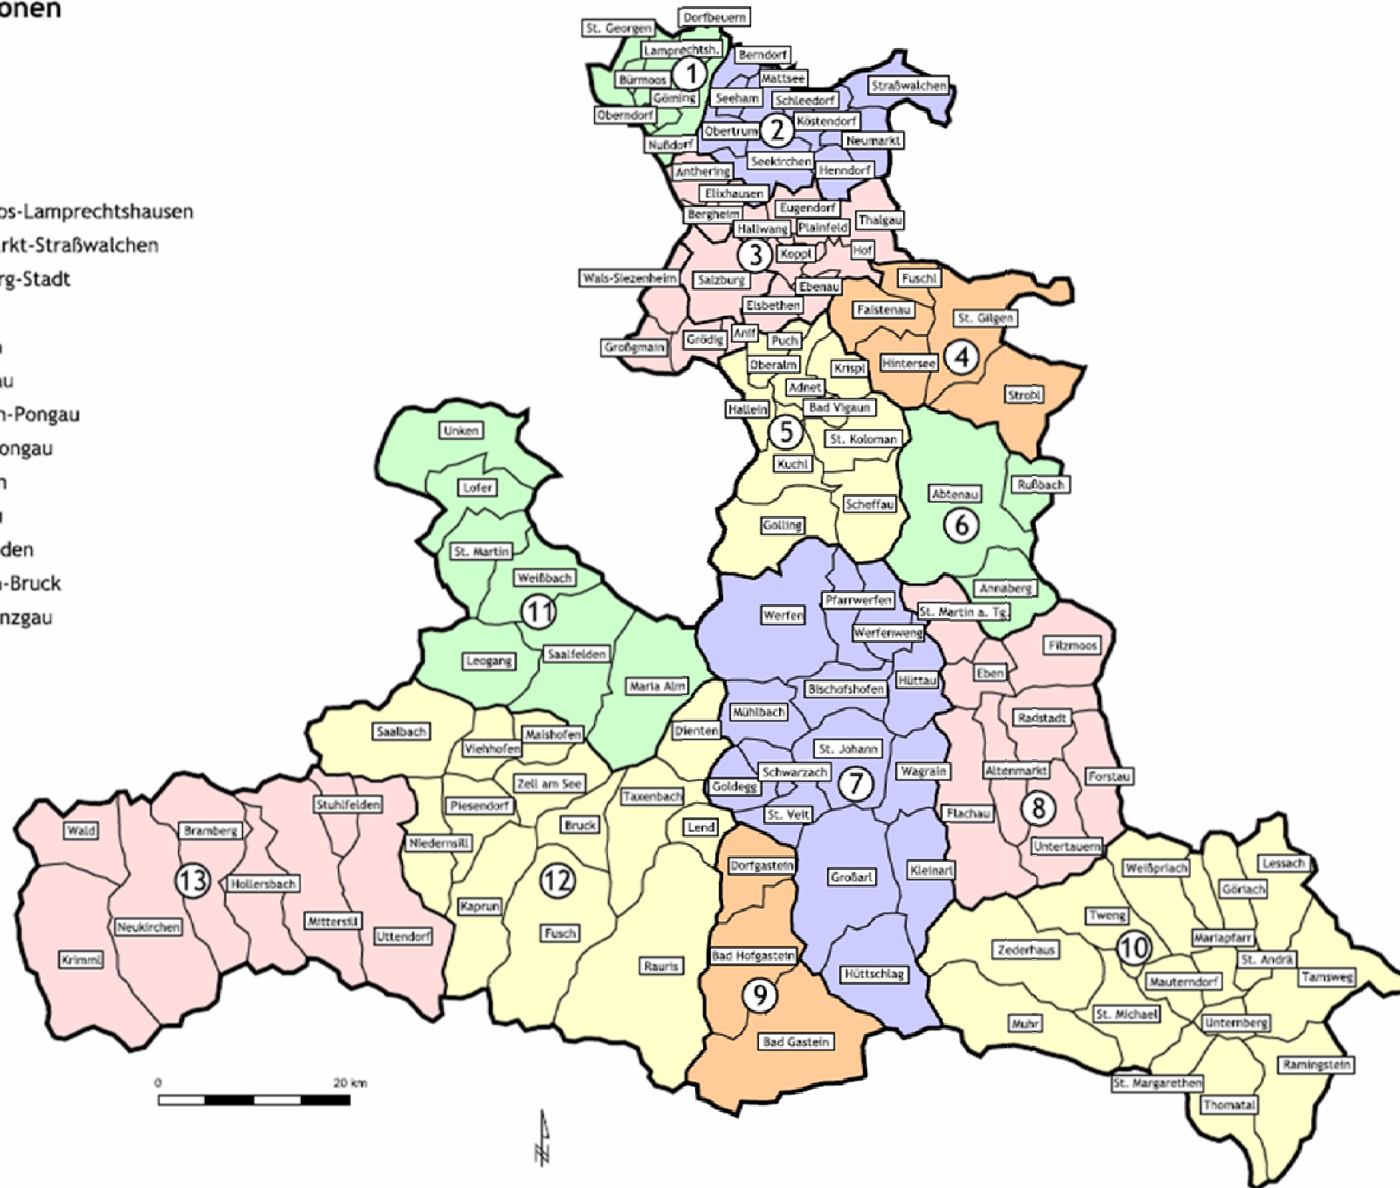 onen
os-Lamprechtshausen
rkt-Straßwalchen
rg-Stadt
n
au
n-Pongau
ongau
n
u
den
n-Bruck
nzgau
Dorfbeuern
St. Georgen
Lamprechtsh.
Berndorf
1
Bürmoos
Mattsee
Straßwalchen
Göming
Seeham
Schleedorf
Oberndorf
Köstendorf
Obertrum
2
Nußdorf
Neumarkt
Seekirchen
Anthering
Henndorf
Elixhausen
Bergheim
Eugendorf
Thalgau
Hallwang
Plainfeld
3
Koppl
Hof
Wals-Siezenheim
Salzburg
Fuschl
Ebenau
Elsbethen
Faistenau
St. Gilgen
Großgmain
Grödig
Anif
Puch
Oberalm
Krispl
Hintersee
4
Adnet
Strobl
Hallein
Bad Vigaun
5
St. Koloman
Unken
Kuchl
Lofer
Abtenau
Rußbach
Scheffau
Golling
6
St. Martin
Weißbach
Annaberg
11
Werfen
Pfarrwerfen
St. Martin a. Tg.
Werfenweng
Filzmoos
Leogang
Saalfelden
Eben
Maria Alm
Bischofshofen
Hüttau
Mühlbach
Radstadt
Saalbach
Dienten
Viehhofen
Maishofen
St. Johann
Schwarzach
7
Wagrain
Altenmarkt
Forstau
Zell am See
Goldegg
Stuhlfelden
Piesendorf
Taxenbach
St. Veit
Flachau
8
Wald
Bramberg
Niedernsill
Bruck
Lend
Untertauern
Dorfgastein
Weißpriach
Lessach
13
Hollersbach
12
Großarl
Kleinarl
Göriach
Neukirchen
Mittersill
Kaprun
Tweng
Uttendorf
Fusch
Zederhaus
10
Mariapfarr
Krimml
Rauris
Bad Hofgastein
Hüttschlag
St. Andrä
Mauterndorf
Tamsweg
9
Muhr
St. Michael
Unternberg
Bad Gastein
Ramingstein
St. Margarethen
Thomatal
0
20 km